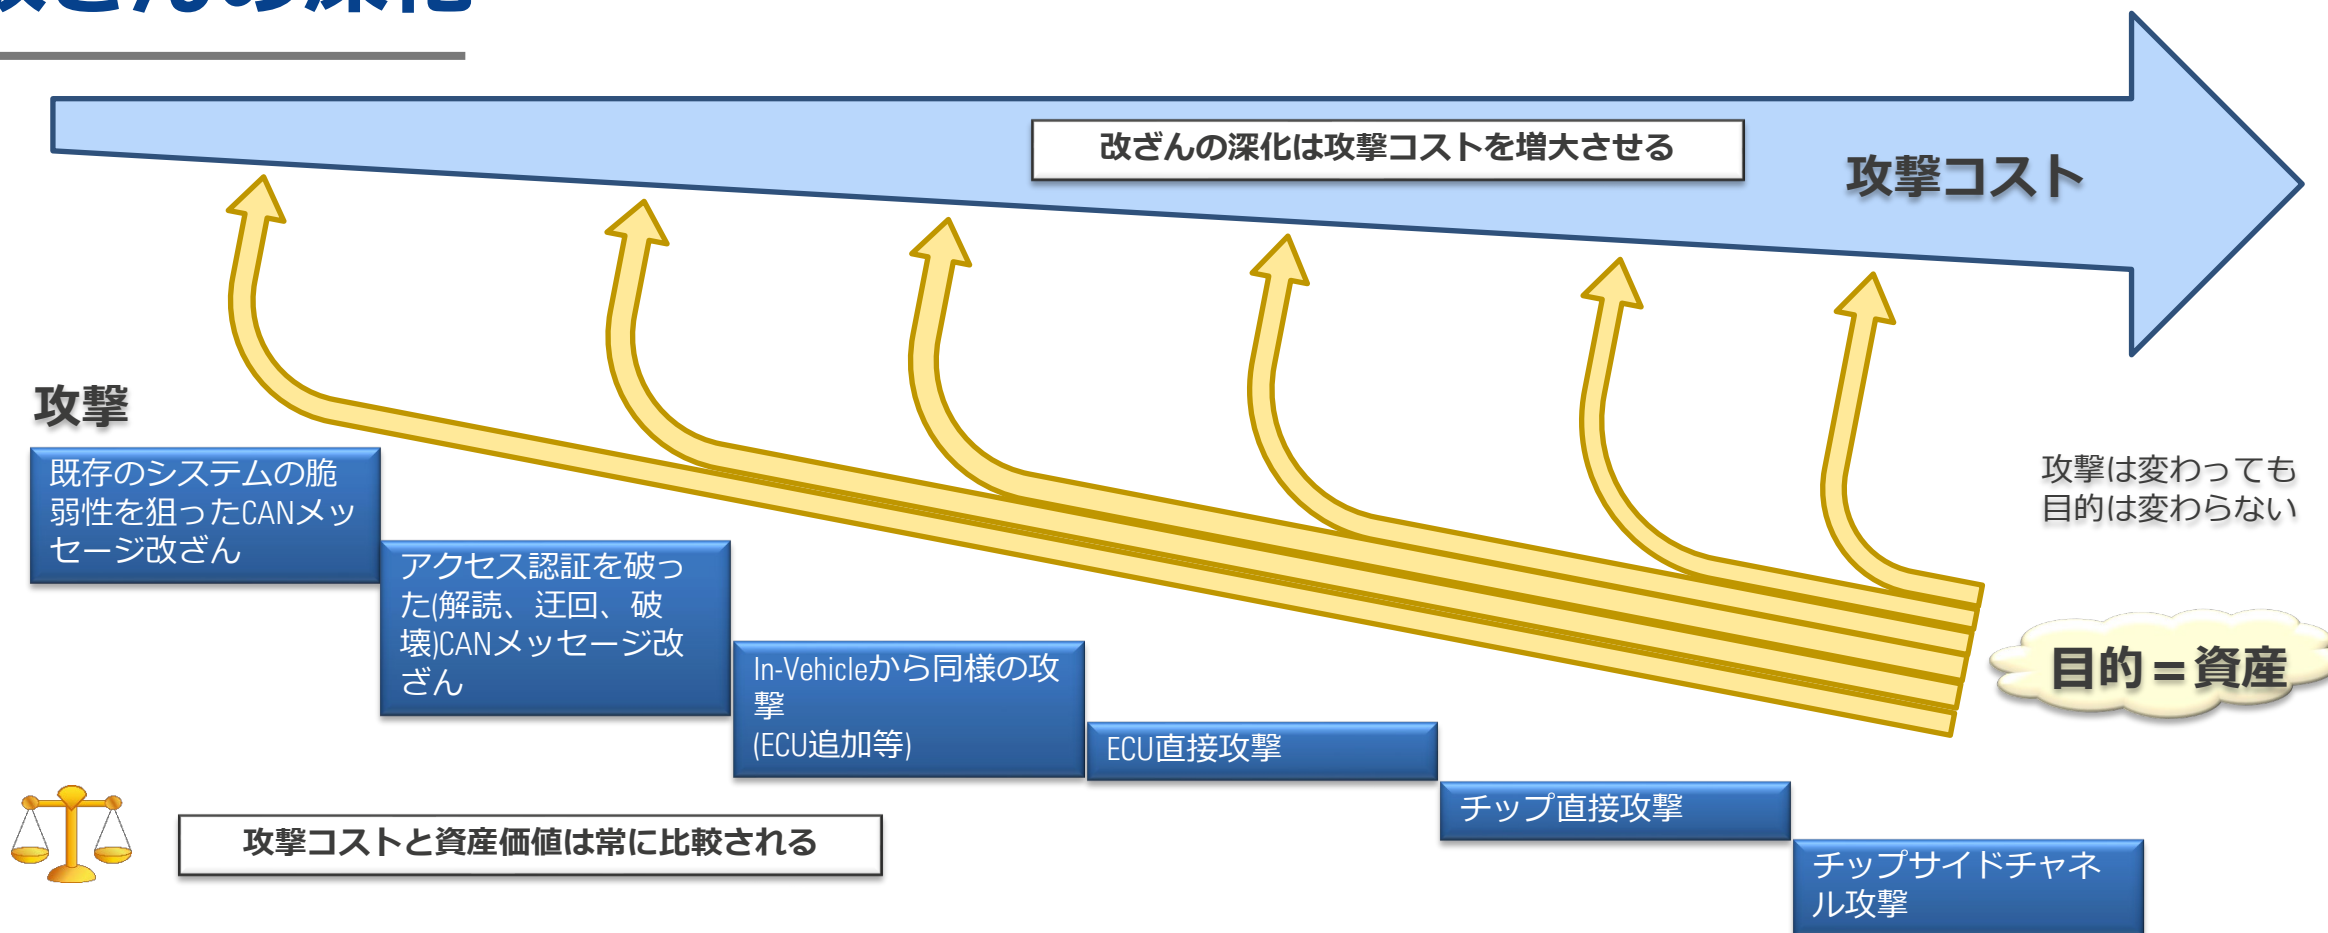 改ざんの深化
改ざんの深化は攻撃コストを増大させる
攻撃コスト
攻撃
既存のシステムの脆
弱性を狙ったCANメッ
セージ改ざん
アクセス認証を破っ
た(解読、迂回、破
壊)CANメッセージ改
ざん
In-Vehicleから同様の攻
撃
(ECU追加等)
ECU直接攻撃
チップ直接攻撃
チップサイドチャネ
ル攻撃
攻撃は変わっても
目的は変わらない
目的＝資産
攻撃コストと資産価値は常に比較される